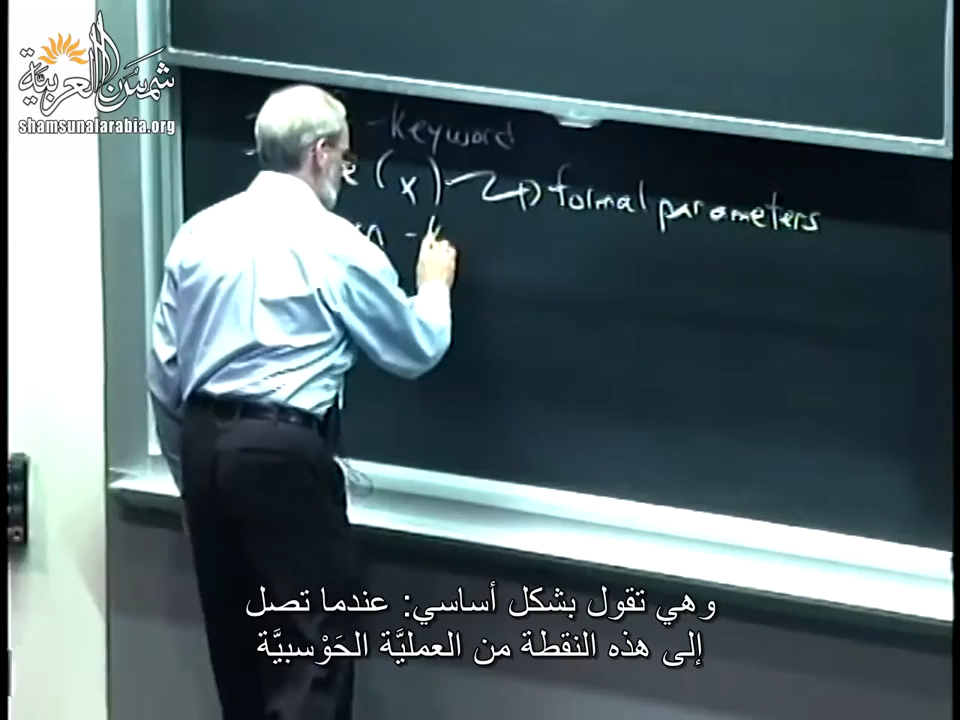 شمس العربية
shamsunalarabia.org
- keyword
(x) formal parameters
وهي تقول بشكل أساسي: عندما تصل
إلى هذه النقطة من العمليَّة الحَوْسبيَّة